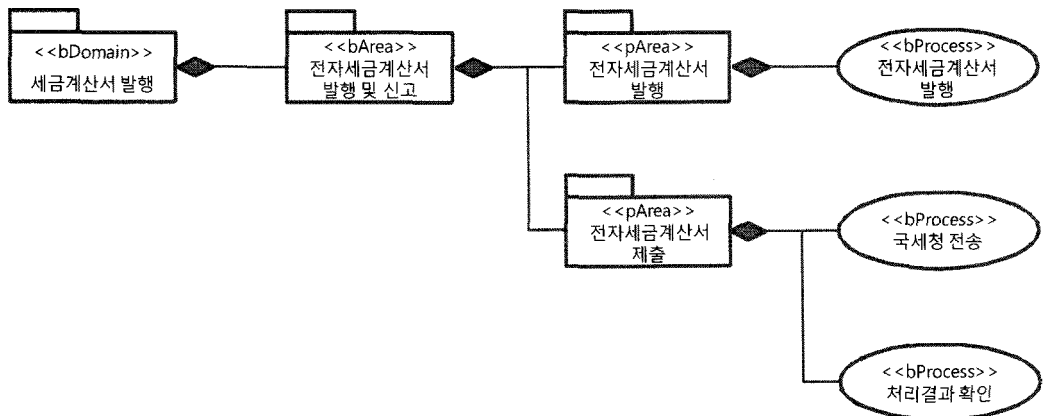 <<bDomain>>
세금계산서 발행
<<bArea>>
전자세금계산서
발행 및 신고
<<pArea>>
전자세금계산서
발행
<<bProcess>>
전자세금계산서
발행
<<pArea>>
전자세금계산서
제출
<<bProcess>>
국세청 전송
<<bProcess>>
처리결과 확인